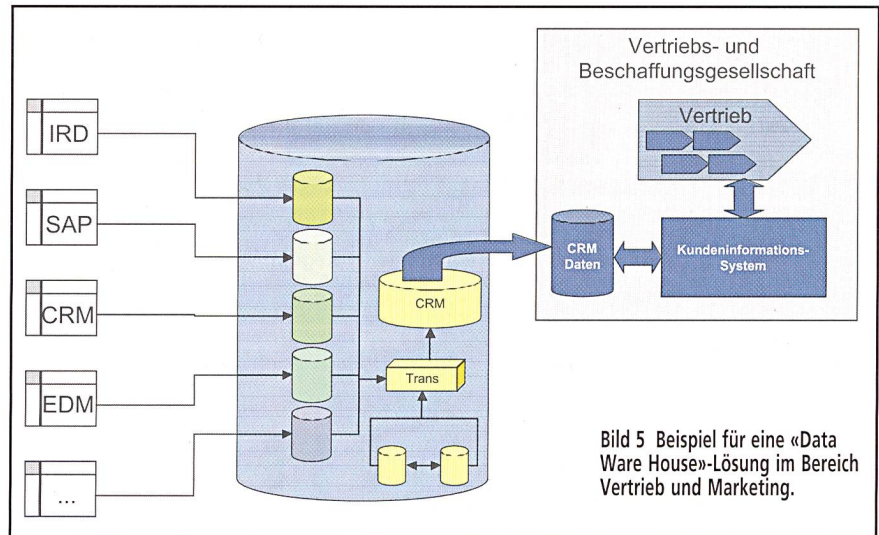 Vertriebs- und
Beschaffungsgesellschaft
Vertrieb
IRD
SAP
CRM
EDM
...
CRM
Trans
CRM
Daten
Kundeninformations-
System
Bild 5 Beispiel für eine «Data
Ware House»-Lösung im Bereich
Vertrieb und Marketing.